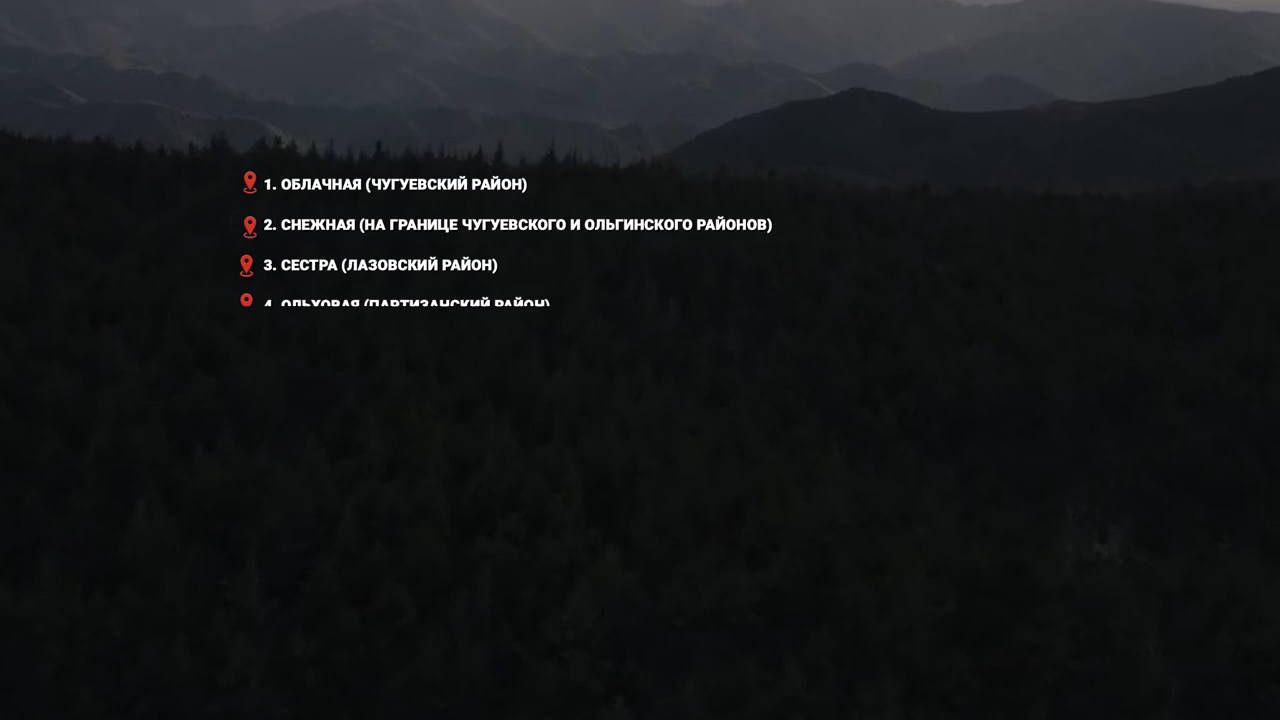 1. ОБЛАЧНАЯ (ЧУГУЕВСКИЙ РАЙОН)
2. СНЕЖНАЯ (НА ГРАНИЦЕ ЧУГУЕВСКОГО И ОЛЬГИНСКОГО РАЙОНОВ)
3. СЕСТРА (ЛАЗОВСКИЙ РАЙОН)
4. ОЛЬХОВАЯ (ПАРТИЗАНСКИЙ РАЙОН)